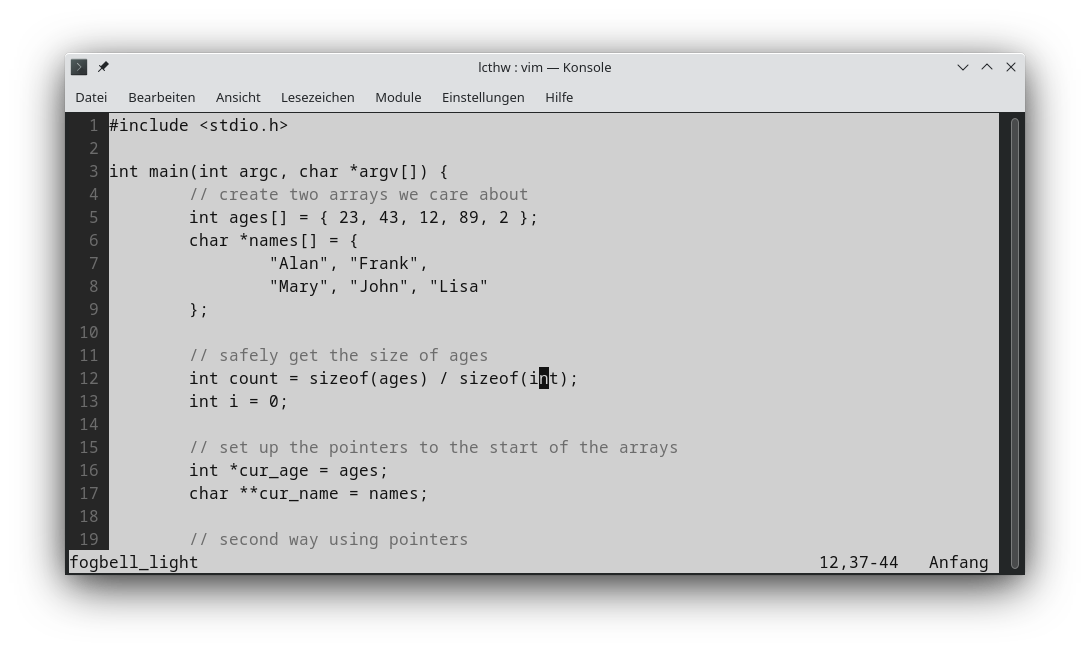 lcthw : vim — Konsole
Datei Bearbeiten Ansicht Lesezeichen Module Einstellungen Hilfe
1 #include <stdio.h>
2
3 int main(int argc, char *argv[]) {
4         // create two arrays we care about
5         int ages[] = { 23, 43, 12, 89, 2 };
6         char *names[] = {
7                 "Alan", "Frank",
8                 "Mary", "John", "Lisa"
9         };
10
11         // safely get the size of ages
12         int count = sizeof(ages) / sizeof(int);
13         int i = 0;
14
15         // set up the pointers to the start of the arrays
16         int *cur_age = ages;
17         char **cur_name = names;
18
19         // second way using pointers
fogbell_light 12,37-44 Anfang